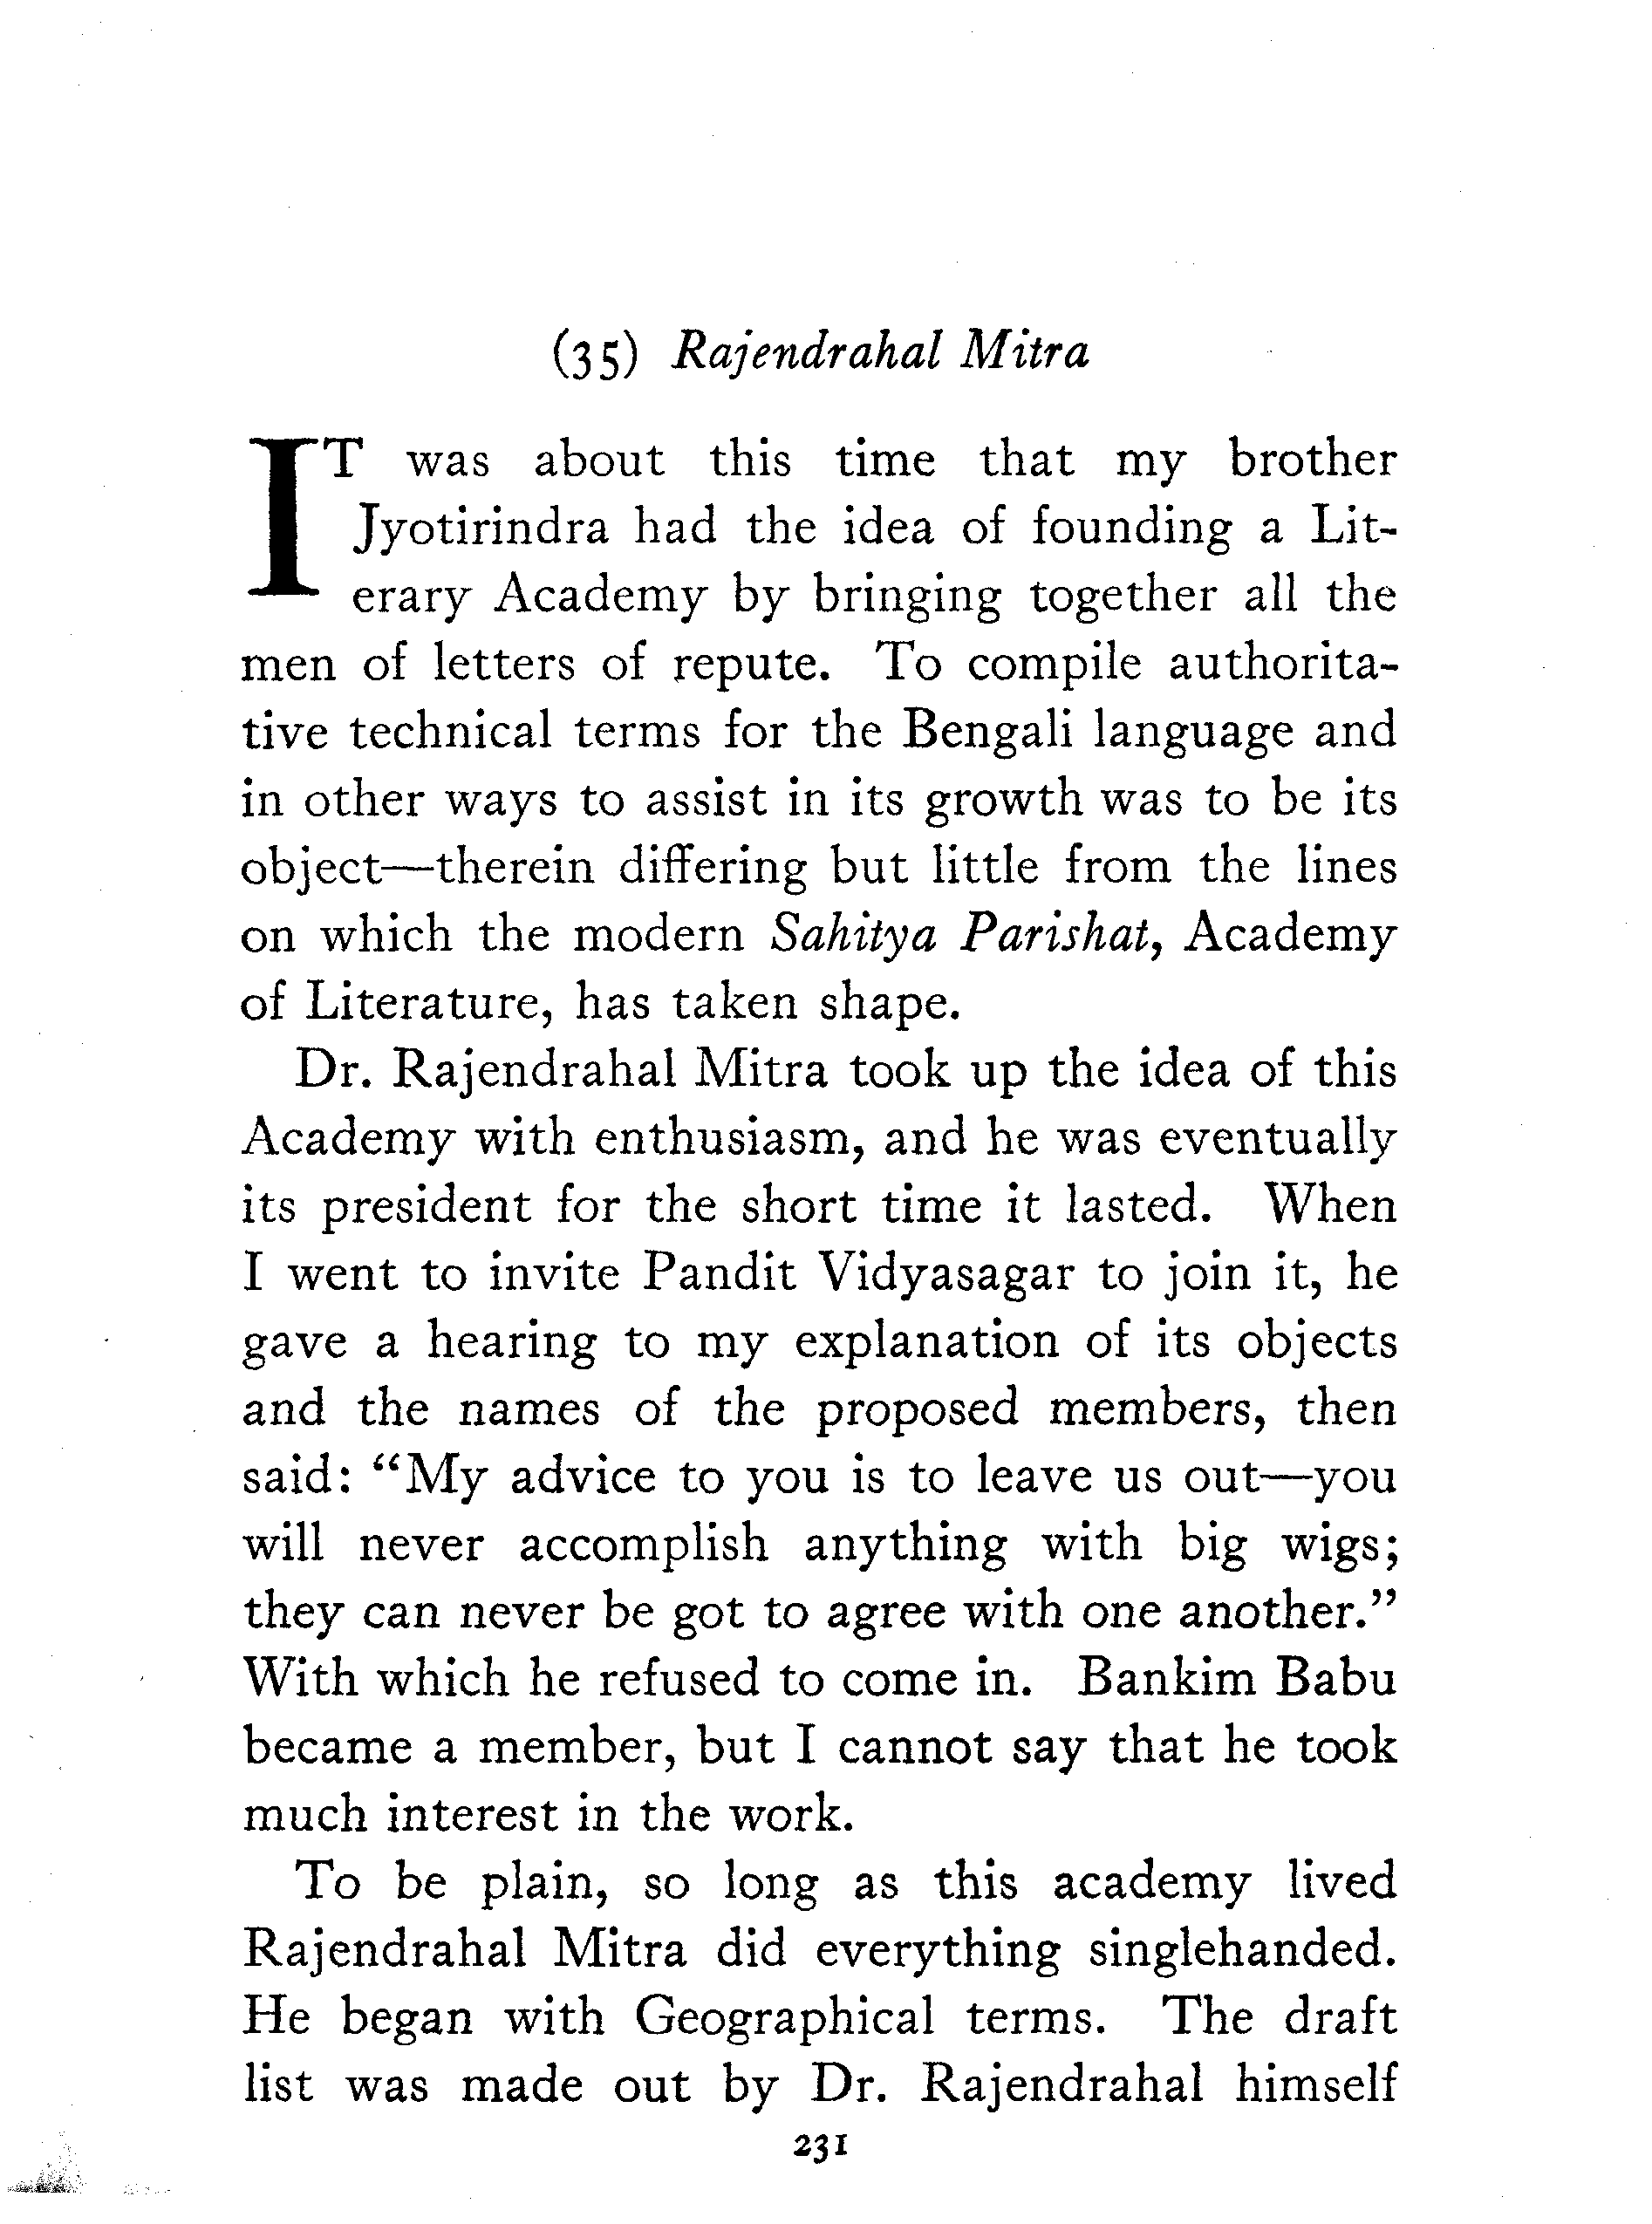 (35) Rajendrahal Mitra
IT was about this time that my brother
Jyotirindra had the idea of founding a Lit-
erary Academy by bringing together all the
men of letters of repute. To compile authorita-
tive technical terms for the Bengali language and
in other ways to assist in its growth was to be its
object—therein differing but little from the lines
on which the modern Sahitya Parishat, Academy
of Literature, has taken shape.
Dr. Rajendrahal Mitra took up the idea of this
Academy with enthusiasm, and he was eventually
its president for the short time it lasted. When
I went to invite Pandit Vidyasagar to join it, he
gave a hearing to my explanation of its objects
and the names of the proposed members, then
said: “My advice to you is to leave us out—you
will never accomplish anything with big wigs;
they can never be got to agree with one another.”
With which he refused to come in. Bankim Babu
became a member, but I cannot say that he took
much interest in the work.
To be plain, so long as this academy lived
Rajendrahal Mitra did everything singlehanded.
He began with Geographical terms. The draft
list was made out by Dr. Rajendrahal himself
231